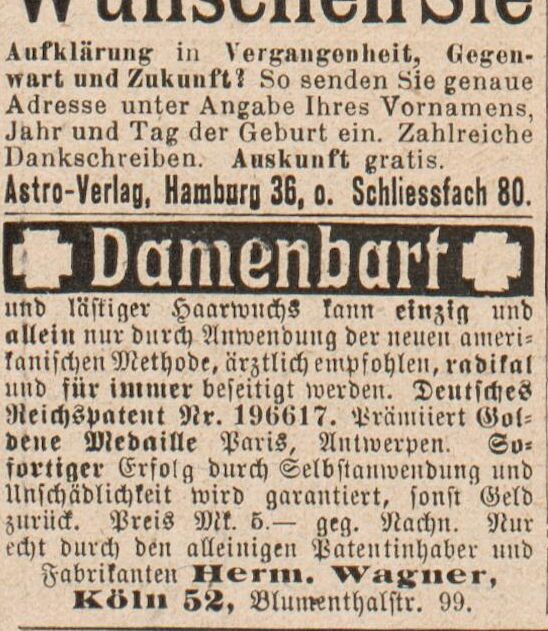 Wünschen Sie
Aufklärung in Vergangenheit, Gegen-
wart und Zukunft? So senden Sie genaue
Adresse unter Angabe Ihres Vornamens,
Jahr und Tag der Geburt ein. Zahlreiche
Dankschreiben. Auskunft gratis.
Astro-Verlag, Hamburg 36, o. Schliessfach 80.
Damenbart
und läſtiger Haarwuchs kann einzig und
allein nur durch Anwendung der neuen ameri-
kaniſchen Methode, ärztlich empfohlen, radikal
und für immer beſeitigt werden. Deutſches
Reichspatent Nr. 196617. Prämiiert Gol-
dene Medaille Paris, Antwerpen. So-
fortiger Erfolg durch Selbſtanwendung und
Unſchädlichkeit wird garantiert, ſonſt Geld
zurück. Preis Mk. 5.— geg. Nachn. Nur
echt durch den alleinigen Patentinhaber und
Fabrikanten Herm. Wagner,
Köln 52, Blumenthalſtr. 99.